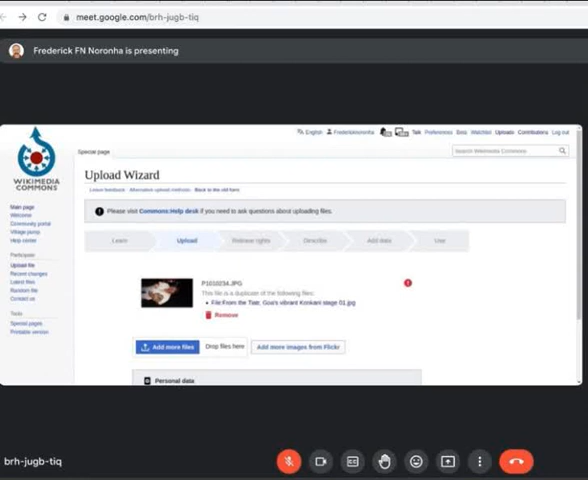 meet.google.com/brh-jugb-tiq
Frederick FN Noronha is presenting
English Fredericknoronha Talk Preferences Beta Watchlist Uploads Contributions Log out
Special page
Search Wikimedia Commons
WIKIMEDIA
COMMONS
Upload Wizard
Leave feedback Alternative upload methods Back to the old form
Main page
Welcome
Community portal
Village pump
Help center
Please visit Commons:Help desk if you need to ask questions about uploading files.
Learn Upload Release rights Describe Add data Use
Participate
Upload file
Recent changes
Latest files
Random file
Contact us
P1010234.JPG
This file is a duplicate of the following files:
• File:From the Tiatr, Goa's vibrant Konkani stage 01.jpg
Remove
Tools
Special pages
Printable version
Add more files Drop files here Add more images from Flickr
Personal data
brh-jugb-tiq